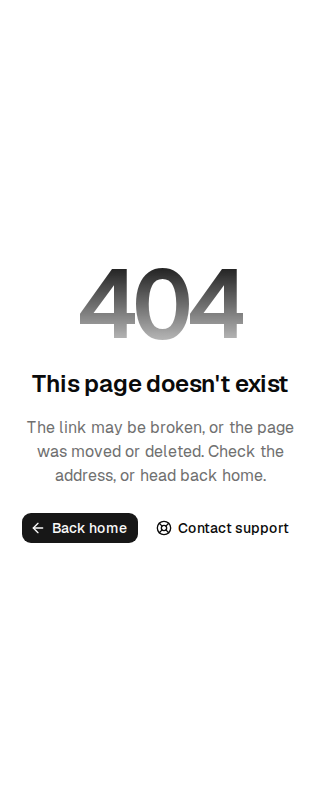 404
This page doesn't exist
The link may be broken, or the page
was moved or deleted. Check the
address, or head back home.
Back home
Contact support